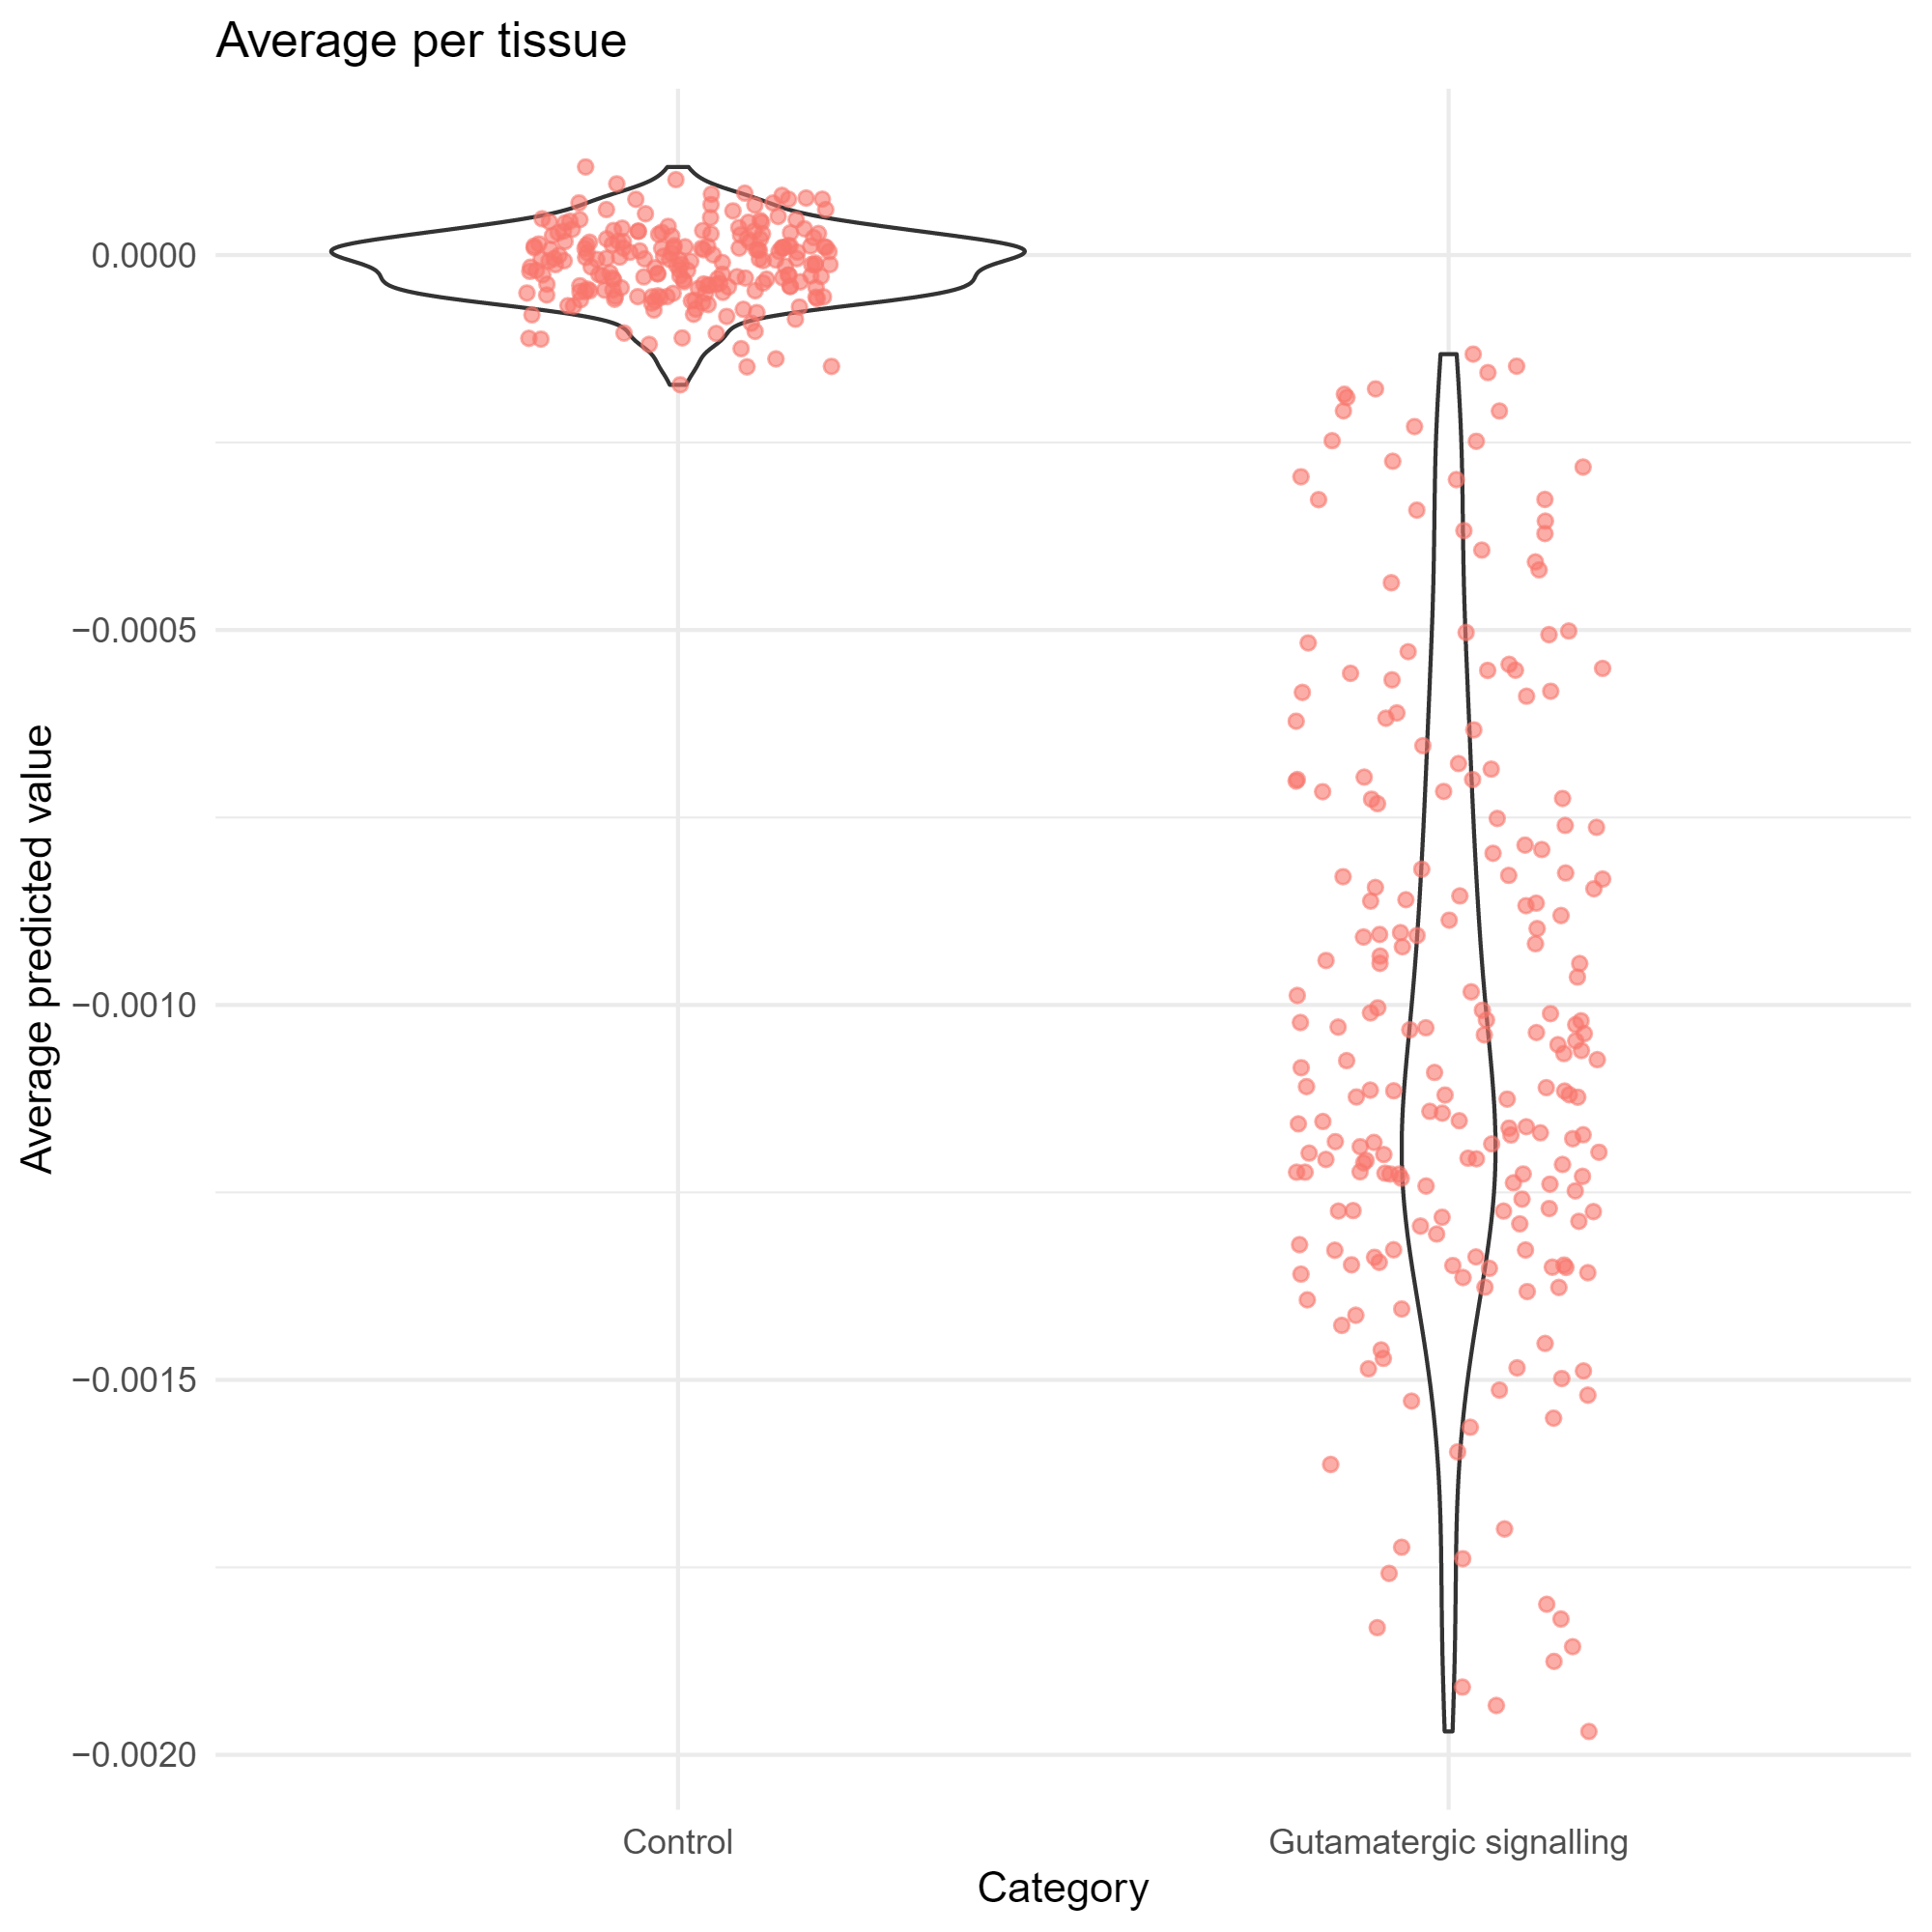 Average per tissue
Average predicted value
0.0000
−0.0005
−0.0010
−0.0015
−0.0020
Control
Gutamatergic signalling
Category